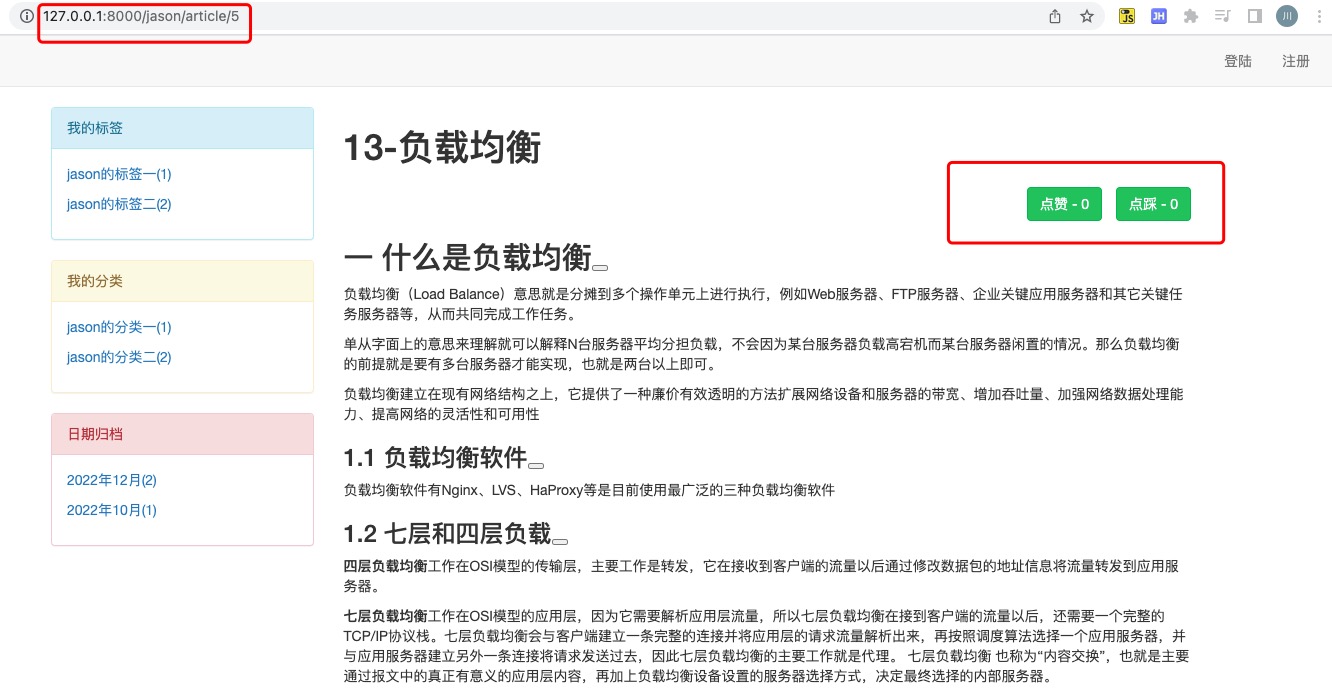 127.0.0.1:8000/jason/article/5
JS
JH
川
登陆
注册
我的标签
jason的标签一(1)
jason的标签二(2)
我的分类
jason的分类一(1)
jason的分类二(2)
日期归档
2022年12月(2)
2022年10月(1)
13-负载均衡
点赞 - 0
点踩 - 0
一 什么是负载均衡
负载均衡（Load Balance）意思就是分摊到多个操作单元上进行执行，例如Web服务器、FTP服务器、企业关键应用服务器和其它关键任
务服务器等，从而共同完成工作任务。
单从字面上的意思来理解就可以解释N台服务器平均分担负载，不会因为某台服务器负载高宕机而某台服务器闲置的情况。那么负载均衡
的前提就是要有多台服务器才能实现，也就是两台以上即可。
负载均衡建立在现有网络结构之上，它提供了一种廉价有效透明的方法扩展网络设备和服务器的带宽、增加吞吐量、加强网络数据处理能
力、提高网络的灵活性和可用性
1.1 负载均衡软件
负载均衡软件有Nginx、LVS、HaProxy等是目前使用最广泛的三种负载均衡软件
1.2 七层和四层负载
四层负载均衡工作在OSI模型的传输层，主要工作是转发，它在接收到客户端的流量以后通过修改数据包的地址信息将流量转发到应用服
务器。
七层负载均衡工作在OSI模型的应用层，因为它需要解析应用层流量，所以七层负载均衡在接到客户端的流量以后，还需要一个完整的
TCP/IP协议栈。七层负载均衡会与客户端建立一条完整的连接并将应用层的请求流量解析出来，再按照调度算法选择一个应用服务器，并
与应用服务器建立另外一条连接将请求发送过去，因此七层负载均衡的主要工作就是代理。 七层负载均衡 也称为“内容交换”，也就是主要
通过报文中的真正有意义的应用层内容，再加上负载均衡设备设置的服务器选择方式，决定最终选择的内部服务器。